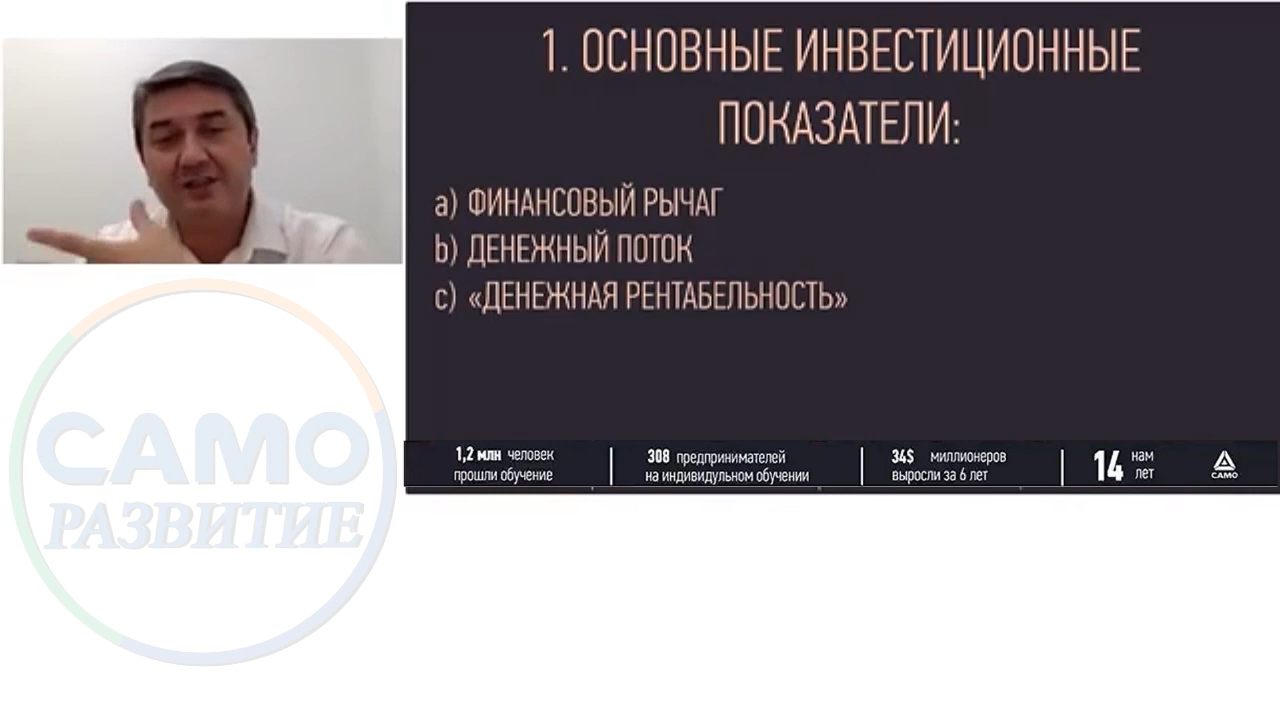 1. ОСНОВНЫЕ ИНВЕСТИЦИОННЫЕ
ПОКАЗАТЕЛИ:
a) ФИНАНСОВЫЙ РЫЧАГ
b) ДЕНЕЖНЫЙ ПОТОК
c) «ДЕНЕЖНАЯ РЕНТАБЕЛЬНОСТЬ»
САМО
РАЗВИТИЕ
1,2 млн человек
прошли обучение
308 предпринимателей
на индивидульном обучении
34$ миллионеров
выросли за 6 лет
14 нам
лет
САМО